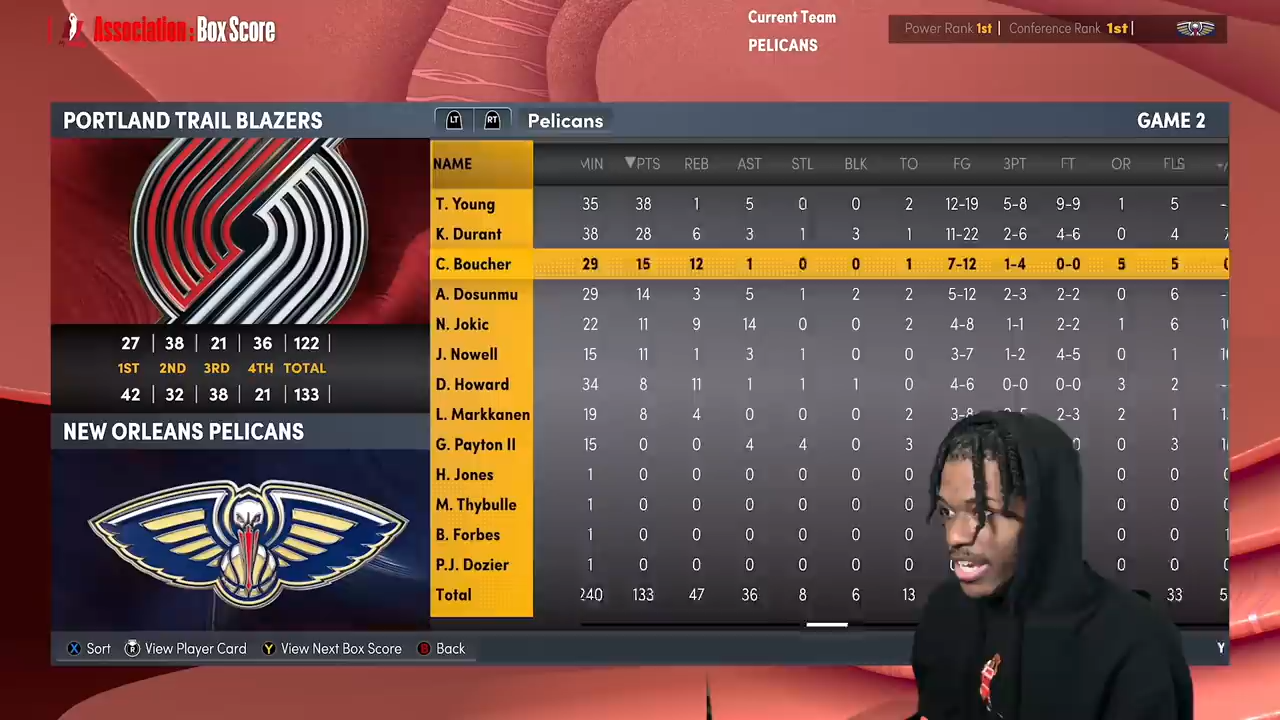 Association : Box Score
Current Team
PELICANS
Power Rank 1st | Conference Rank 1st |
PORTLAND TRAIL BLAZERS
LT RT Pelicans GAME 2
27 | 38 | 21 | 36 | 122 |
1ST 2ND 3RD 4TH TOTAL
42 | 32 | 38 | 21 | 133 |
NEW ORLEANS PELICANS
NAME MIN PTS REB AST STL BLK TO FG 3PT FT OR FLS
T. Young 35 38 1 5 0 0 2 12-19 5-8 9-9 1 5
K. Durant 38 28 6 3 1 3 1 11-22 2-6 4-6 0 4
C. Boucher 29 15 12 1 0 0 1 7-12 1-4 0-0 5 5
A. Dosunmu 29 14 3 5 1 2 2 5-12 2-3 2-2 0 6
N. Jokic 22 11 9 14 0 0 2 4-8 1-1 2-2 1 6
J. Nowell 15 11 1 3 1 0 0 3-7 1-2 4-5 0 1
D. Howard 34 8 11 1 1 1 0 4-6 0-0 0-0 3 2
L. Markkanen 19 8 4 0 0 0 2 3-8 2-3 2 1
G. Payton II 15 0 0 4 4 0 3 0 3
H. Jones 1 0 0 0 0 0 0 0 0
M. Thybulle 1 0 0 0 0 0 0 0 0
B. Forbes 1 0 0 0 0 0 0 0 0
P.J. Dozier 1 0 0 0 0 0 0 0 0
Total 240 133 47 36 8 6 13 33
X Sort R View Player Card Y View Next Box Score B Back
Y